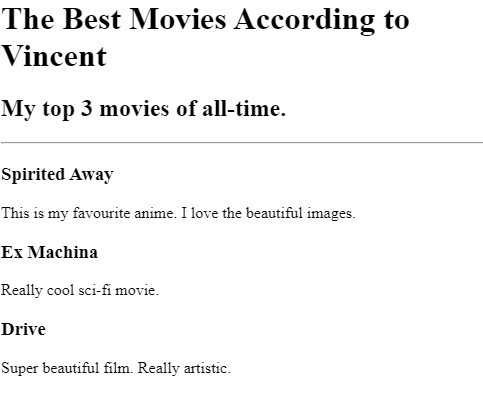 The Best Movies According to
Vincent
My top 3 movies of all-time.
Spirited Away
This is my favourite anime. I love the beautiful images.
Ex Machina
Really cool sci-fi movie.
Drive
Super beautiful film. Really artistic.